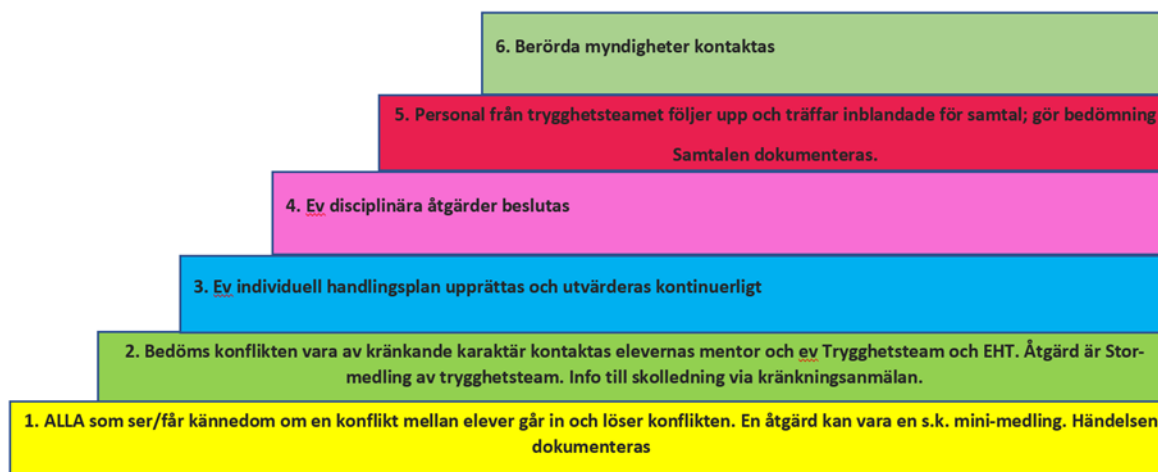 6. Berörda myndigheter kontaktas
5. Personal från trygghetsteamet följer upp och träffar inblandade för samtal; gör bedömning
Samtalen dokumenteras.
4. Ev disciplinära åtgärder beslutas
3. Ev individuell handlingsplan upprättas och utvärderas kontinuerligt
2. Bedöms konflikten vara av kränkande karaktär kontaktas elevernas mentor och ev Trygghetsteam och EHT. Åtgärd är Stor-
medling av trygghetsteam. Info till skolledning via kränkningsanmälan.
1. ALLA som ser/får kännedom om en konflikt mellan elever går in och löser konflikten. En åtgärd kan vara en s.k. mini-medling. Händelsen
dokumenteras